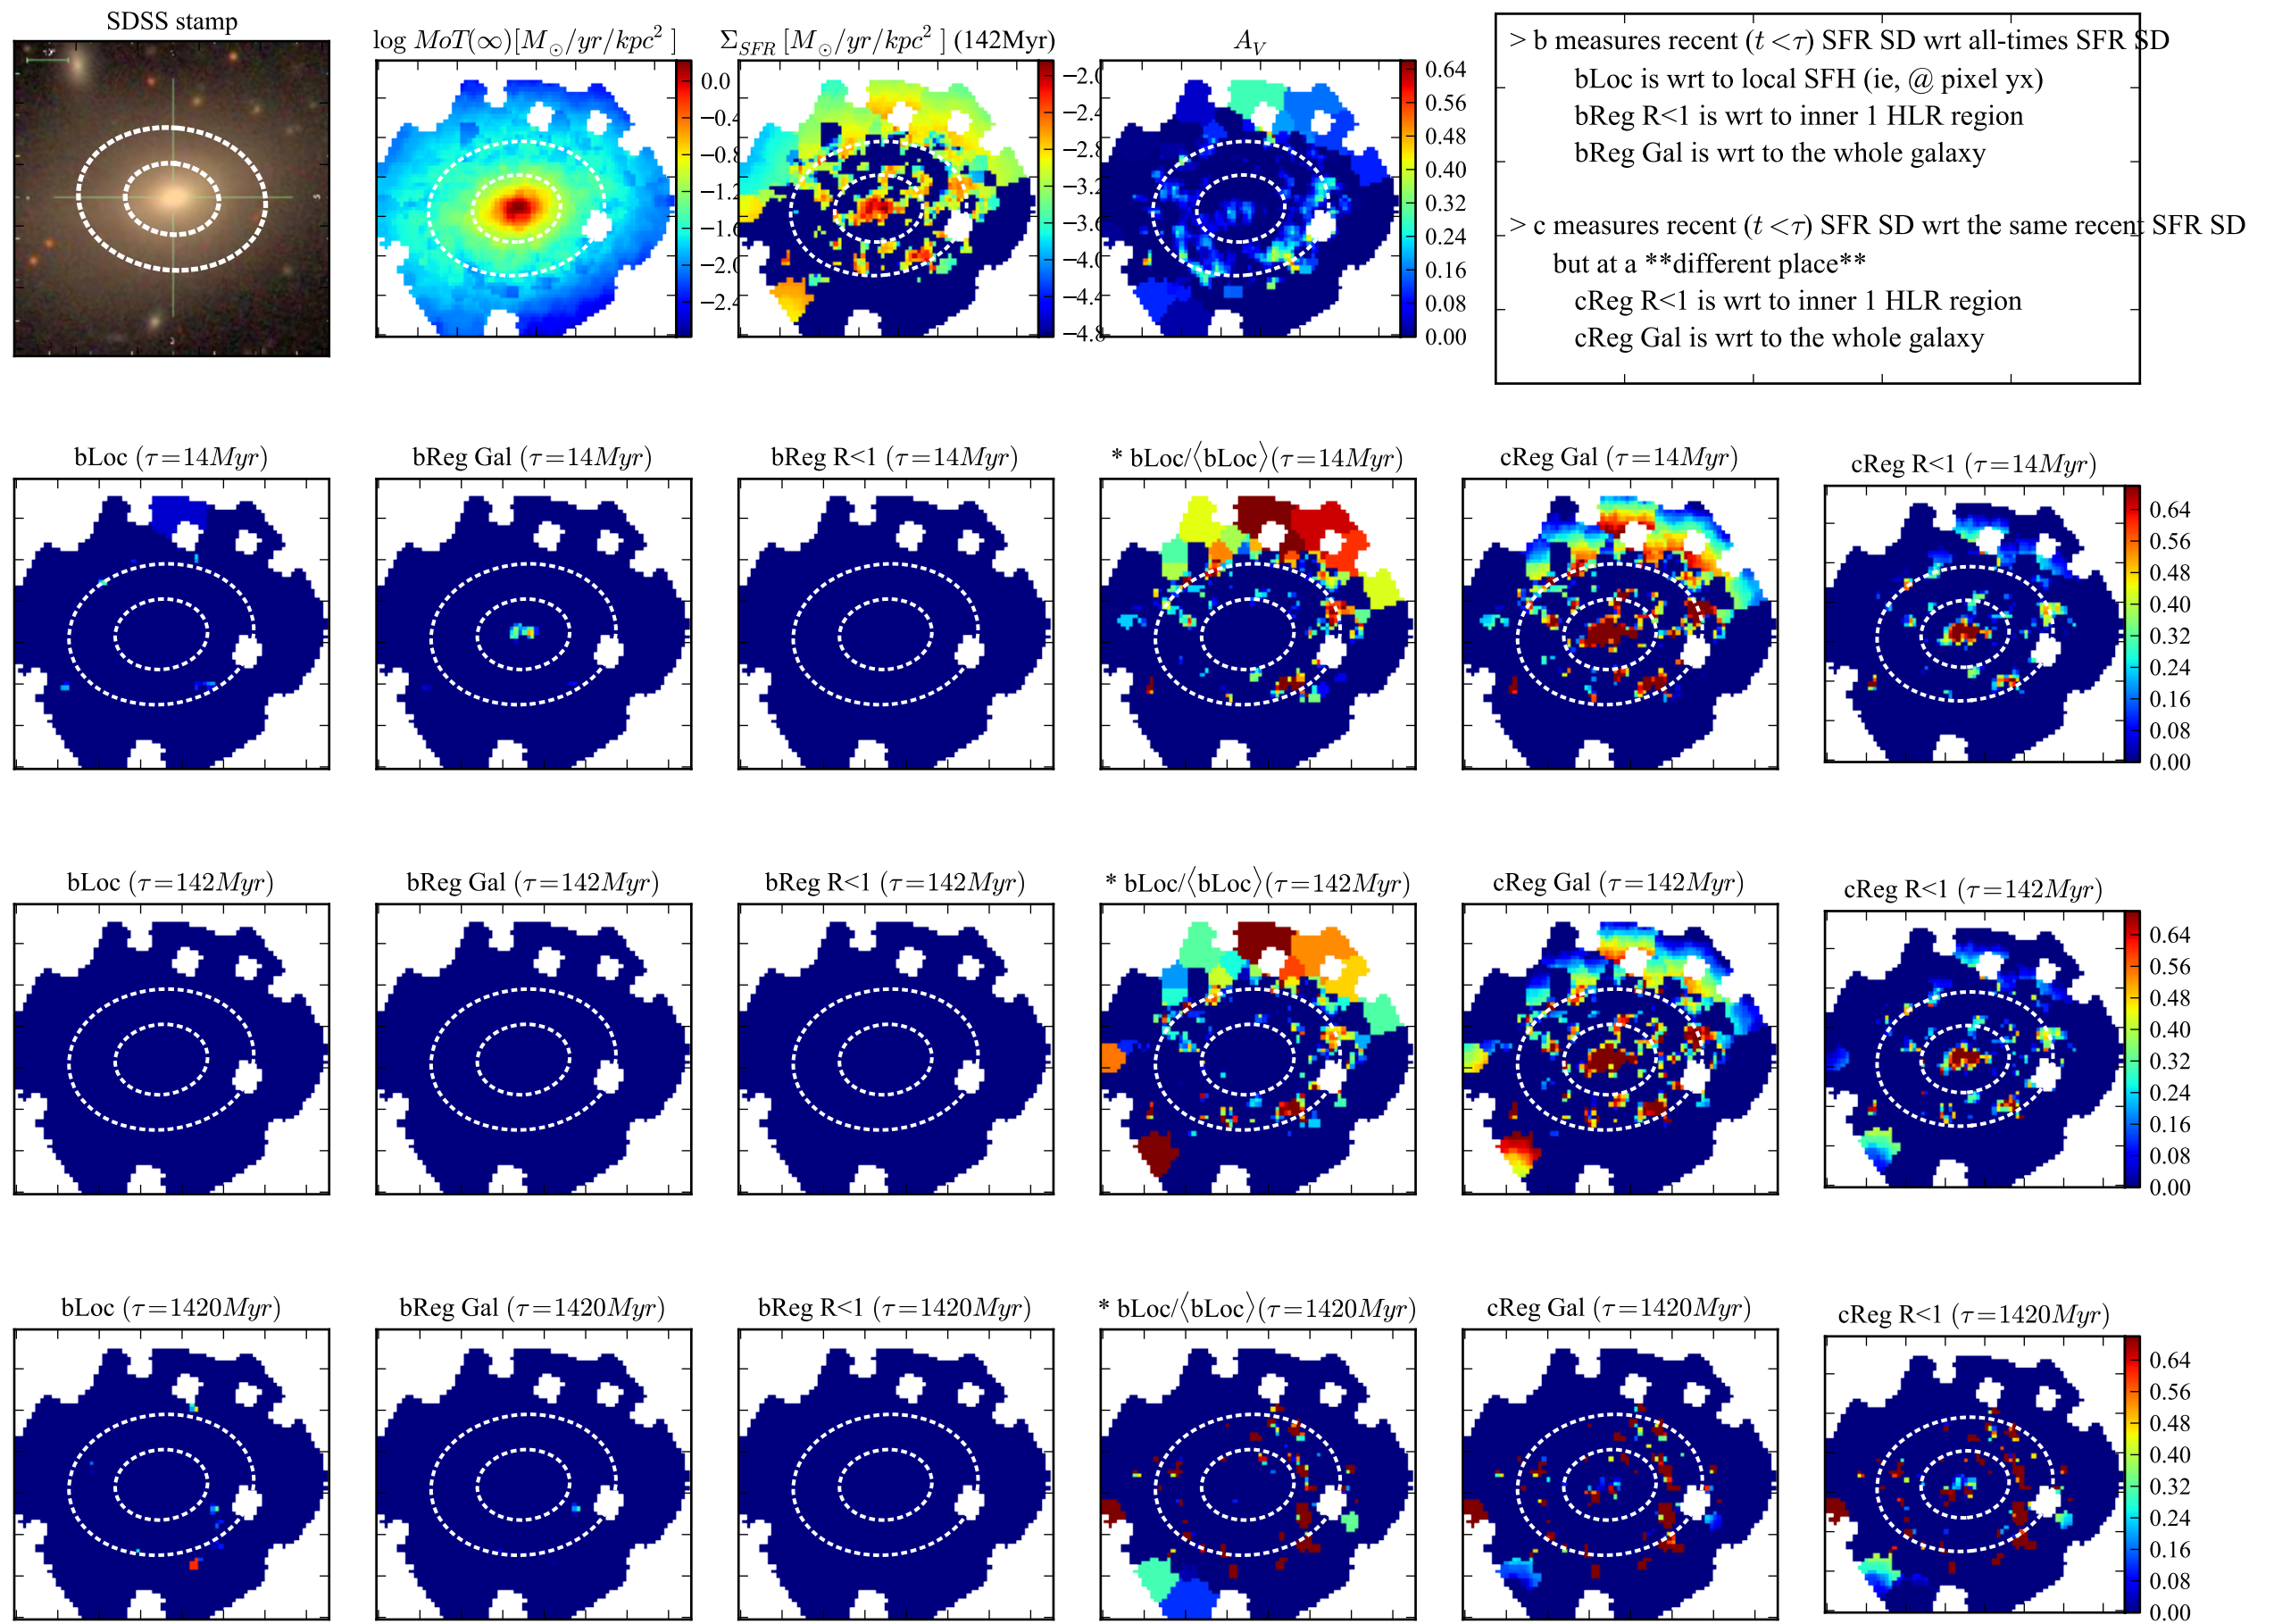 SDSS stamp
log MoT(∞)[M⊙/yr/kpc² ]
Σ_SFR [M⊙/yr/kpc² ] (142Myr)
A_V
0.0
−0.4
−0.8
−1.2
−1.6
−2.0
−2.4
−2.0
−2.4
−2.8
−3.2
−3.6
−4.0
−4.4
−4.8
0.64
0.56
0.48
0.40
0.32
0.24
0.16
0.08
0.00
> b measures recent (t <τ) SFR SD wrt all-times SFR SD
bLoc is wrt to local SFH (ie, @ pixel yx)
bReg R<1 is wrt to inner 1 HLR region
bReg Gal is wrt to the whole galaxy
> c measures recent (t <τ) SFR SD wrt the same recent SFR SD
but at a **different place**
cReg R<1 is wrt to inner 1 HLR region
cReg Gal is wrt to the whole galaxy
bLoc (τ=14Myr)
bReg Gal (τ=14Myr)
bReg R<1 (τ=14Myr)
* bLoc/⟨bLoc⟩(τ=14Myr)
cReg Gal (τ=14Myr)
cReg R<1 (τ=14Myr)
0.64
0.56
0.48
0.40
0.32
0.24
0.16
0.08
0.00
bLoc (τ=142Myr)
bReg Gal (τ=142Myr)
bReg R<1 (τ=142Myr)
* bLoc/⟨bLoc⟩(τ=142Myr)
cReg Gal (τ=142Myr)
cReg R<1 (τ=142Myr)
0.64
0.56
0.48
0.40
0.32
0.24
0.16
0.08
0.00
bLoc (τ=1420Myr)
bReg Gal (τ=1420Myr)
bReg R<1 (τ=1420Myr)
* bLoc/⟨bLoc⟩(τ=1420Myr)
cReg Gal (τ=1420Myr)
cReg R<1 (τ=1420Myr)
0.64
0.56
0.48
0.40
0.32
0.24
0.16
0.08
0.00